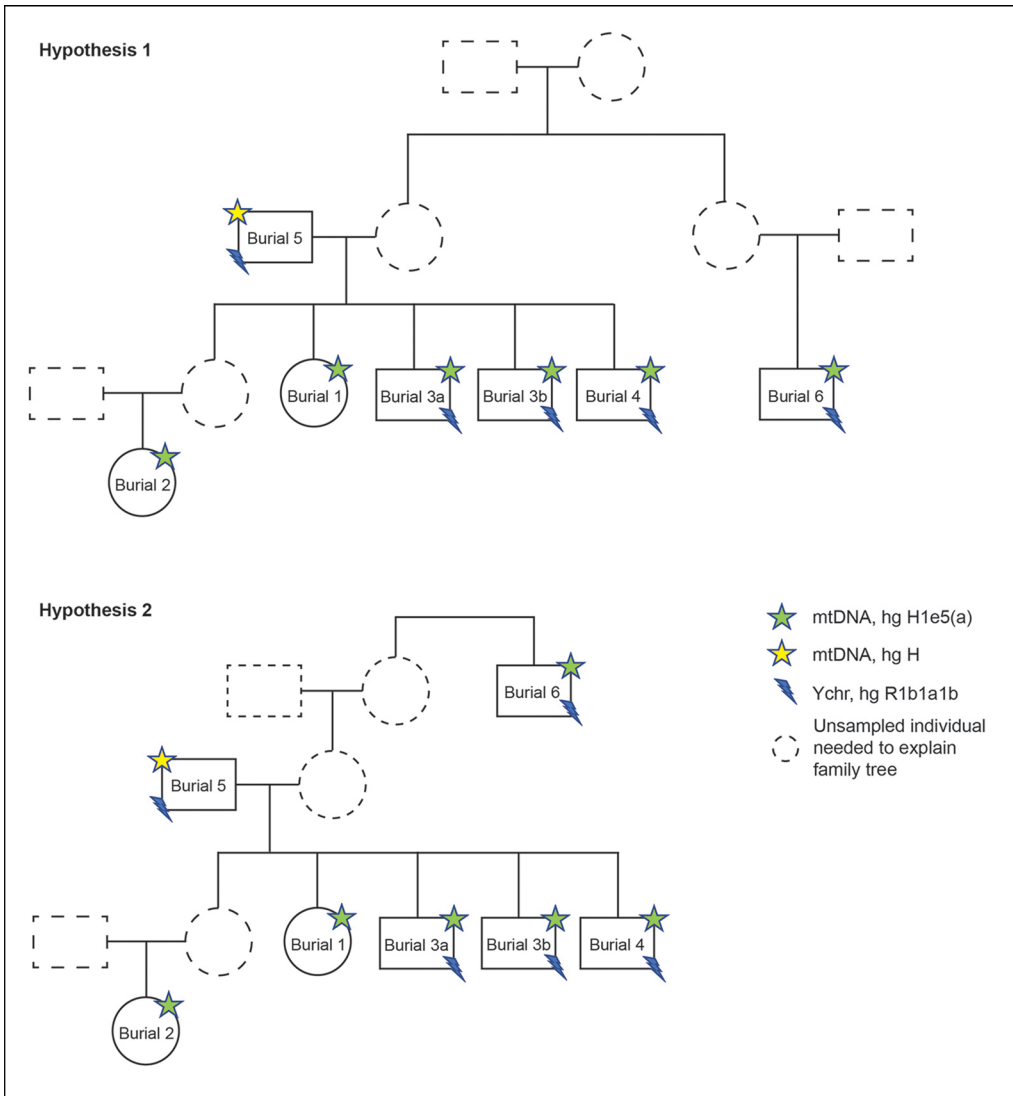 Hypothesis 1
Burial 5
Burial 1
Burial 3a
Burial 3b
Burial 4
Burial 6
Burial 2
Hypothesis 2
mtDNA, hg H1e5(a)
mtDNA, hg H
Ychr, hg R1b1a1b
Unsampled individual
needed to explain
family tree
Burial 6
Burial 5
Burial 1
Burial 3a
Burial 3b
Burial 4
Burial 2